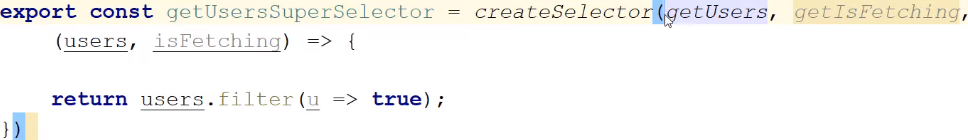 export const getUsersSuperSelector = createSelector(getUsers, getIsFetching,
(users, isFetching) => {
return users.filter(u => true);
})